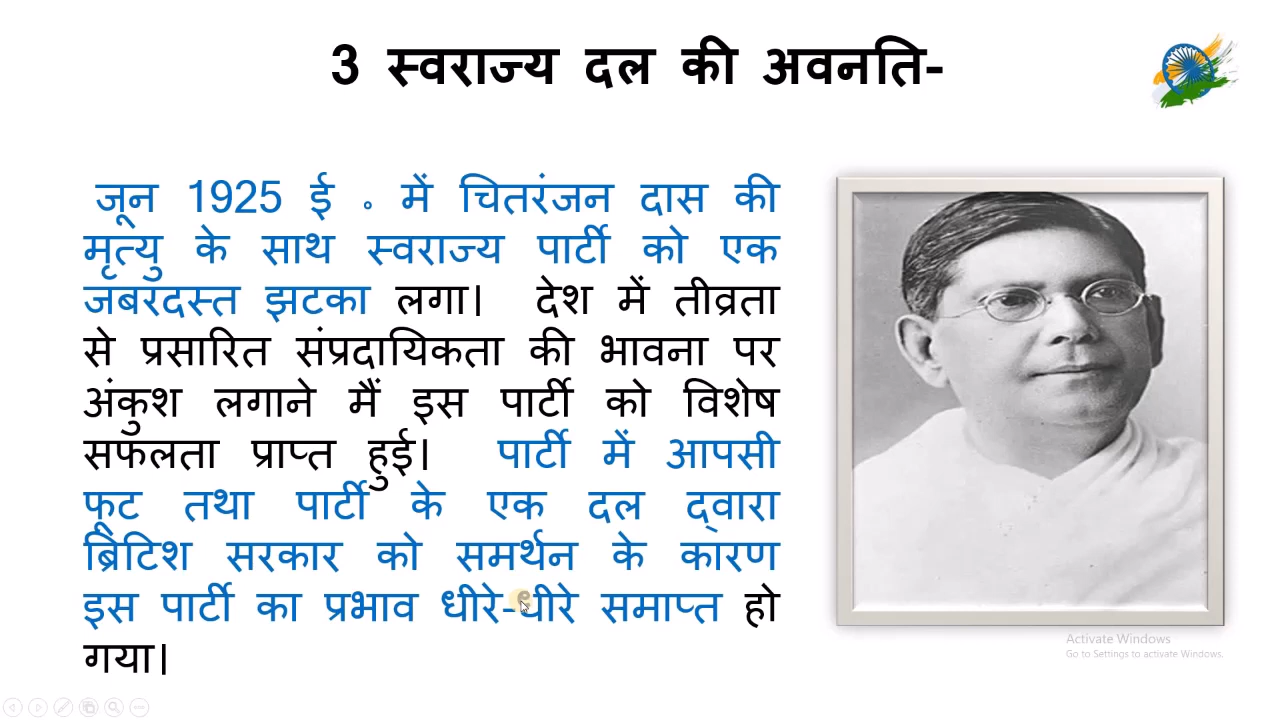 3 स्वराज्य दल की अवनति-
जून 1925 ई ॰ में चितरंजन दास की
मृत्यु के साथ स्वराज्य पार्टी को एक
जबरदस्त झटका लगा। देश में तीव्रता
से प्रसारित संप्रदायिकता की भावना पर
अंकुश लगाने मैं इस पार्टी को विशेष
सफलता प्राप्त हुई। पार्टी में आपसी
फूट तथा पार्टी के एक दल द्वारा
ब्रिटिश सरकार को समर्थन के कारण
इस पार्टी का प्रभाव धीरे-धीरे समाप्त हो
गया।
Activate Windows
Go to Settings to activate Windows.